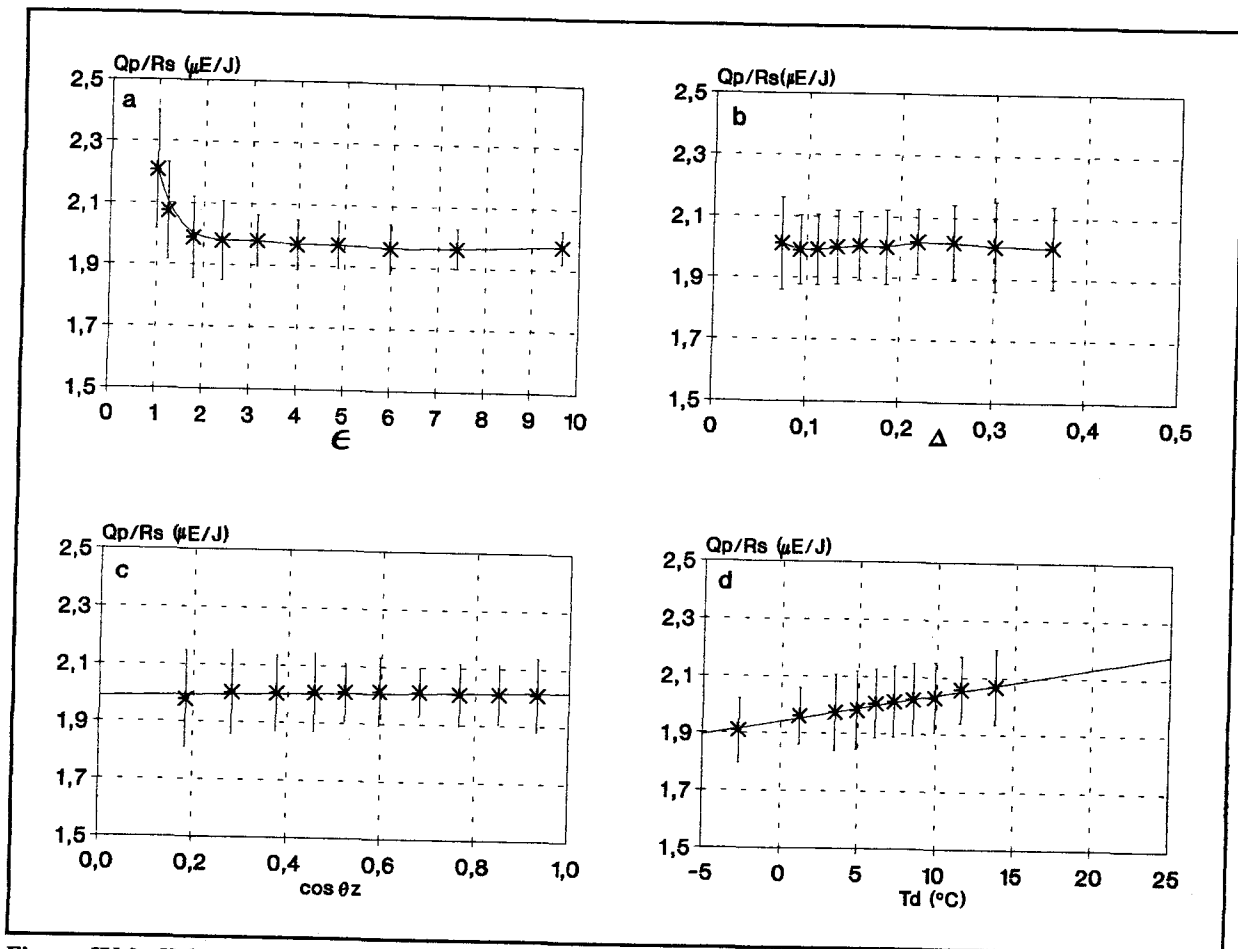 Qp/Rs (μE/J)
a
2,5
2,3
2,1
1,9
1,7
1,5
0 1 2 3 4 5 6 7 8 9 10
ϵ
Qp/Rs(μE/J)
b
2,5
2,3
2,1
1,9
1,7
1,5
0 0,1 0,2 0,3 0,4 0,5
Δ
Qp/Rs (μE/J)
c
2,5
2,3
2,1
1,9
1,7
1,5
0,0 0,2 0,4 0,6 0,8 1,0
cos θz
Qp/Rs (μE/J)
d
2,5
2,3
2,1
1,9
1,7
1,5
-5 0 5 10 15 20 25
Td (°C)